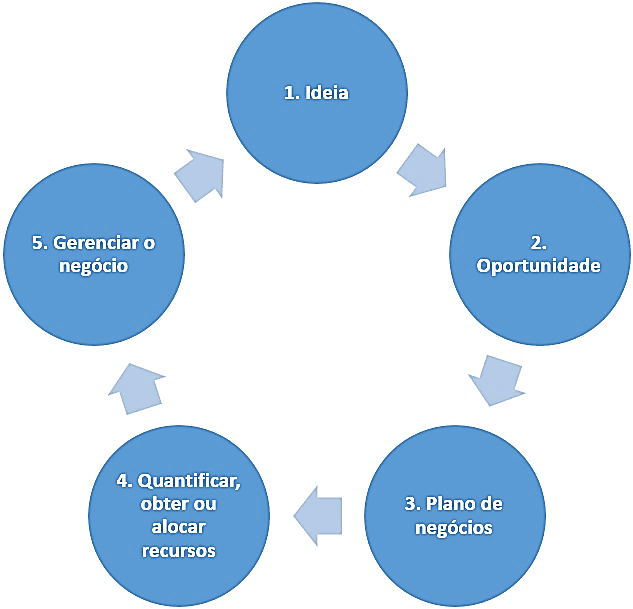 1. Ideia
2.
Oportunidade
3. Plano de
negócios
4. Quantificar,
obter ou
alocar
recursos
5. Gerenciar o
negócio